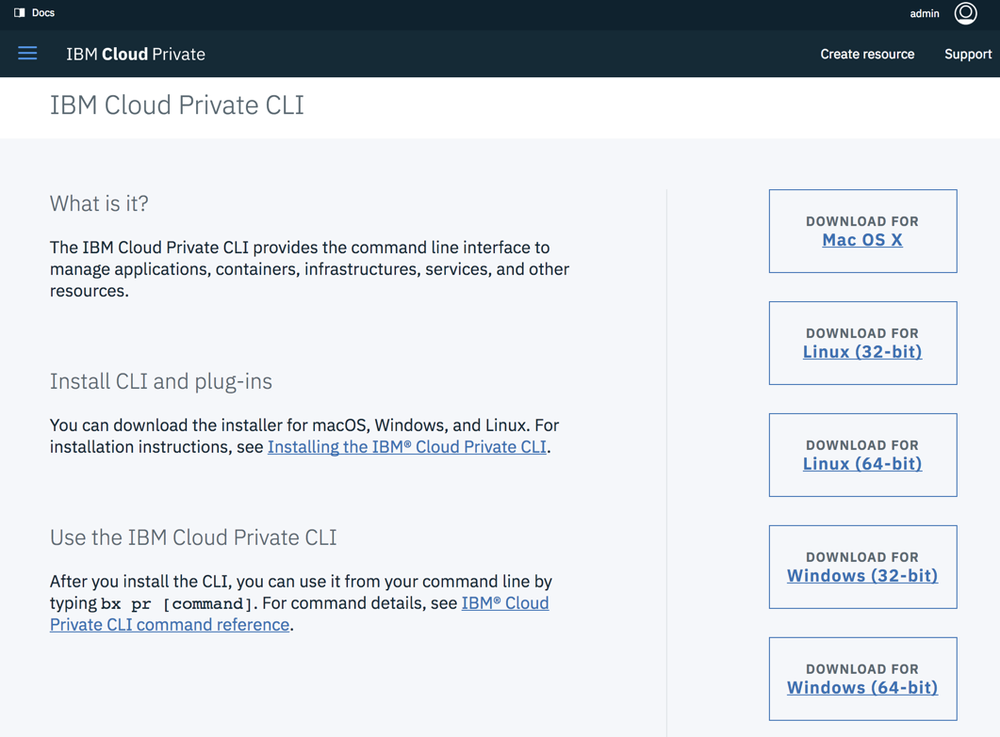 Docs
admin
IBM Cloud Private
Create resource
Support
IBM Cloud Private CLI
What is it?
The IBM Cloud Private CLI provides the command line interface to
manage applications, containers, infrastructures, services, and other
resources.
Install CLI and plug-ins
You can download the installer for macOS, Windows, and Linux. For
installation instructions, see Installing the IBM® Cloud Private CLI.
Use the IBM Cloud Private CLI
After you install the CLI, you can use it from your command line by
typing bx pr [command]. For command details, see IBM® Cloud
Private CLI command reference.
DOWNLOAD FOR
Mac OS X
DOWNLOAD FOR
Linux (32-bit)
DOWNLOAD FOR
Linux (64-bit)
DOWNLOAD FOR
Windows (32-bit)
DOWNLOAD FOR
Windows (64-bit)